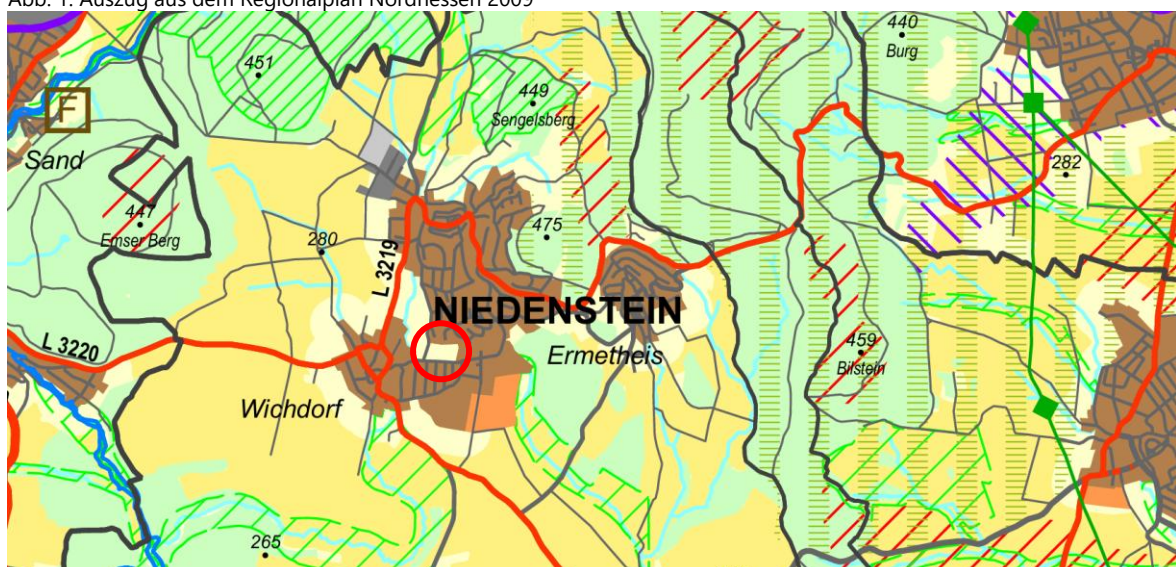 Abb. 1: Auszug aus dem Regionalplan Nordhessen 2009
440
Burg
451
449
Sengelsberg
F
Sand
282
447
Emser Berg
475
280
L 3219
NIEDENSTEIN
L 3220
459
Bilstein
Ermetheis
Wichdorf
265